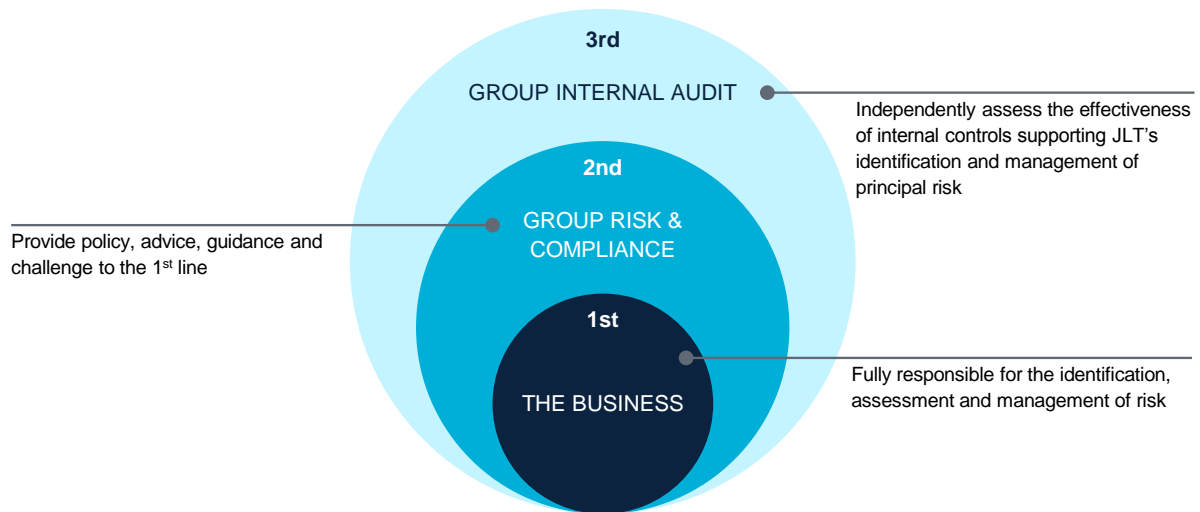 3rd
GROUP INTERNAL AUDIT
Independently assess the effectiveness
of internal controls supporting JLT’s
identification and management of
principal risk
2nd
GROUP RISK &
COMPLIANCE
Provide policy, advice, guidance and
challenge to the 1st line
1st
THE BUSINESS
Fully responsible for the identification,
assessment and management of risk